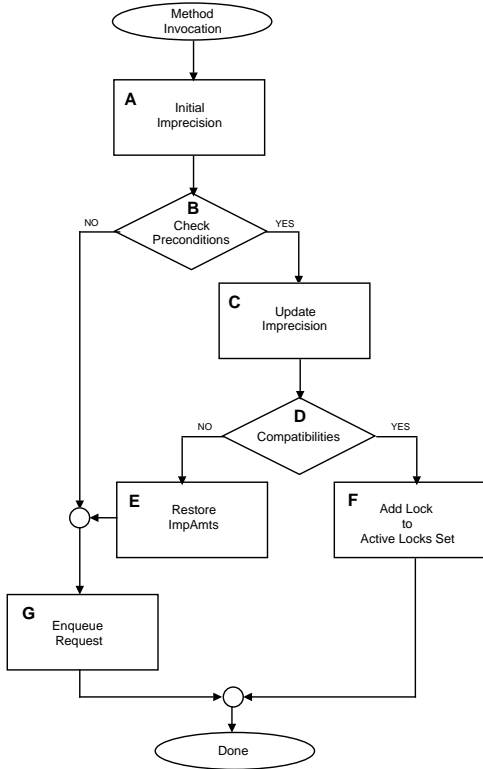 Method
Invocation
A
Initial
Imprecision
B
Check
Preconditions
NO
YES
C
Update
Imprecision
D
Compatibilities
NO
YES
E
Restore
ImpAmts
F
Add Lock
to
Active Locks Set
G
Enqueue
Request
Done